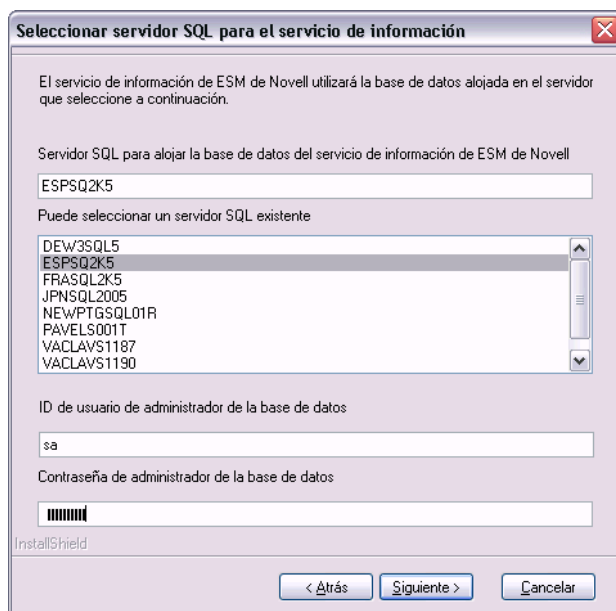 Seleccionar servidor SQL para el servicio de información
El servicio de información de ESM de Novell utilizará la base de datos alojada en el servidor
que seleccione a continuación.
Servidor SQL para alojar la base de datos del servicio de información de ESM de Novell
ESPSQ2K5
Puede seleccionar un servidor SQL existente
DEW3SQL5
ESPSQ2K5
FRASQL2K5
JPNSQL2005
NEWPTGSQL01R
PAVELS001T
VACLAVS1187
VACLAVS1190
ID de usuario de administrador de la base de datos
sa
Contraseña de administrador de la base de datos
InstallShield
< Atrás Siguiente > Cancelar